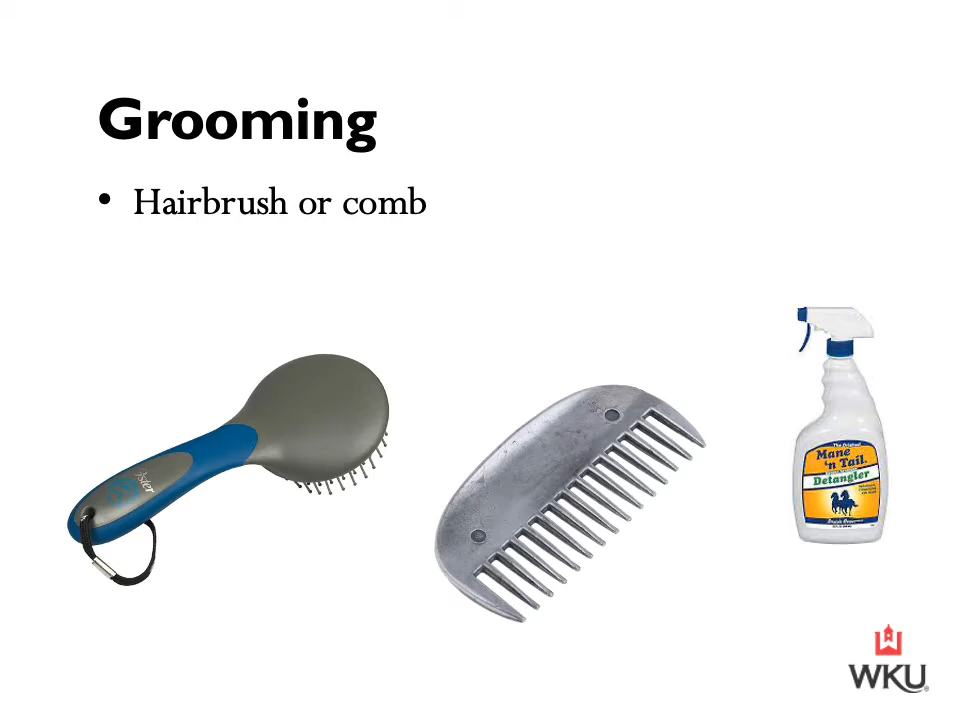 Grooming
• Hairbrush or comb
Oster
The Original
Mane
'n Tail.
Detangler
WKU®